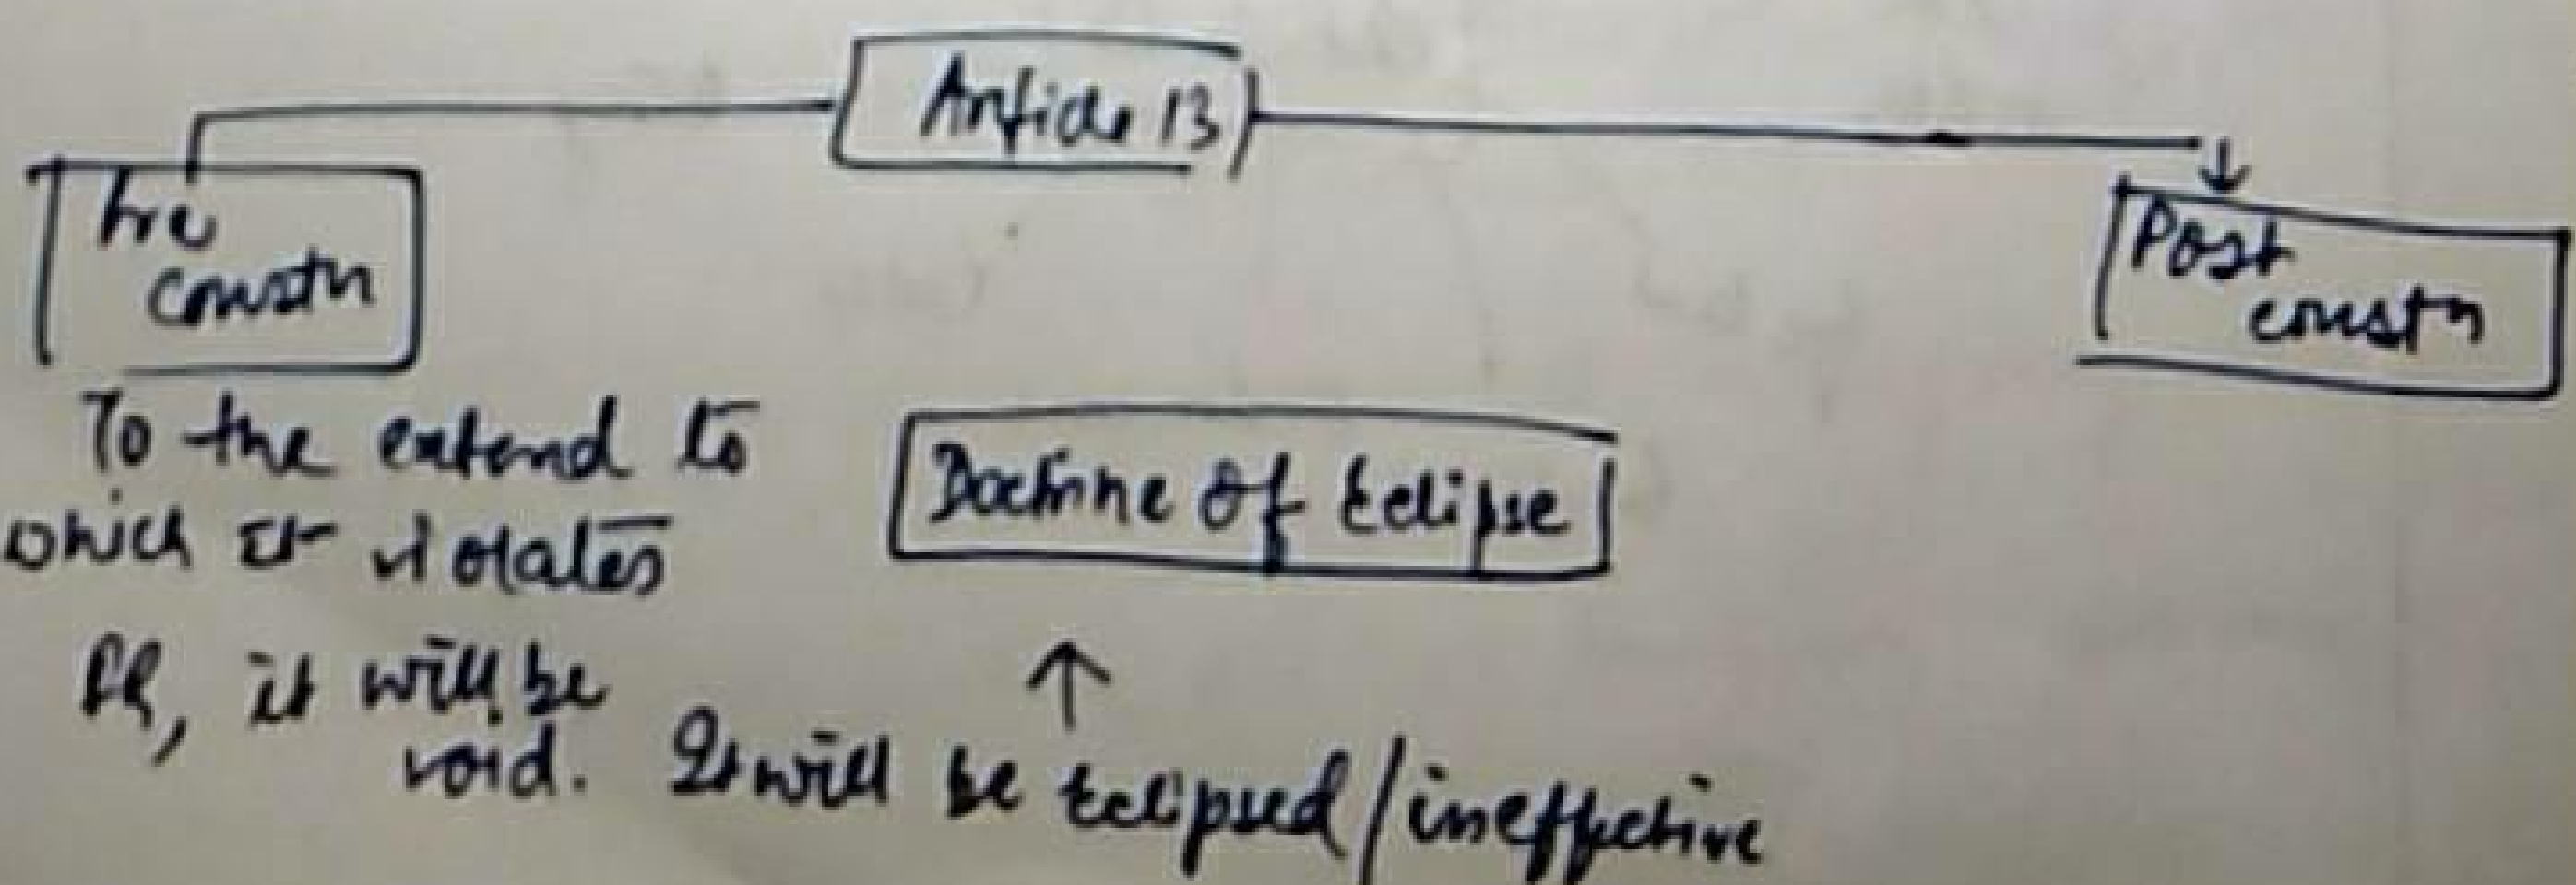 Article 13
Pre
constn
Post
constn
To the extend to
which it violates
FR, it will be
void.
Doctrine of Eclipse
↑
It will be Eclipsed/ineffective